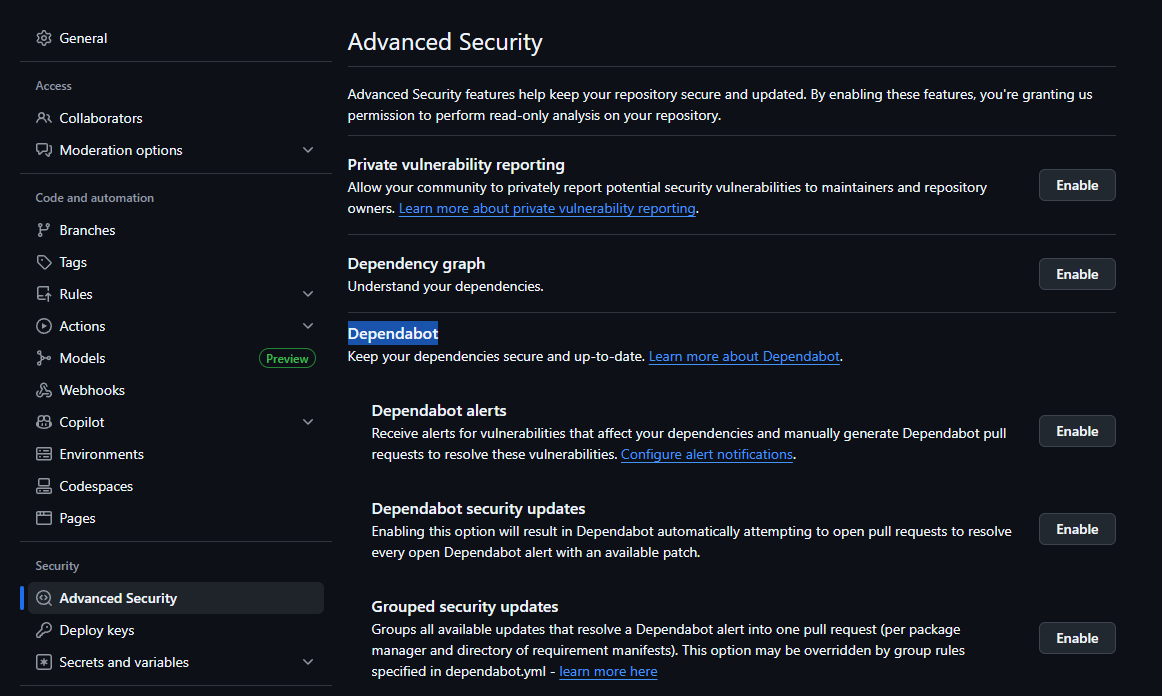 General
Access
Collaborators
Moderation options
Code and automation
Branches
Tags
Rules
Actions
Models
Preview
Webhooks
Copilot
Environments
Codespaces
Pages
Security
Advanced Security
Deploy keys
Secrets and variables
Advanced Security
Advanced Security features help keep your repository secure and updated. By enabling these features, you're granting us
permission to perform read-only analysis on your repository.
Private vulnerability reporting
Allow your community to privately report potential security vulnerabilities to maintainers and repository
owners. Learn more about private vulnerability reporting.
Enable
Dependency graph
Understand your dependencies.
Enable
Dependabot
Keep your dependencies secure and up-to-date. Learn more about Dependabot.
Dependabot alerts
Receive alerts for vulnerabilities that affect your dependencies and manually generate Dependabot pull
requests to resolve these vulnerabilities. Configure alert notifications.
Enable
Dependabot security updates
Enabling this option will result in Dependabot automatically attempting to open pull requests to resolve
every open Dependabot alert with an available patch.
Enable
Grouped security updates
Groups all available updates that resolve a Dependabot alert into one pull request (per package
manager and directory of requirement manifests). This option may be overridden by group rules
specified in dependabot.yml - learn more here
Enable